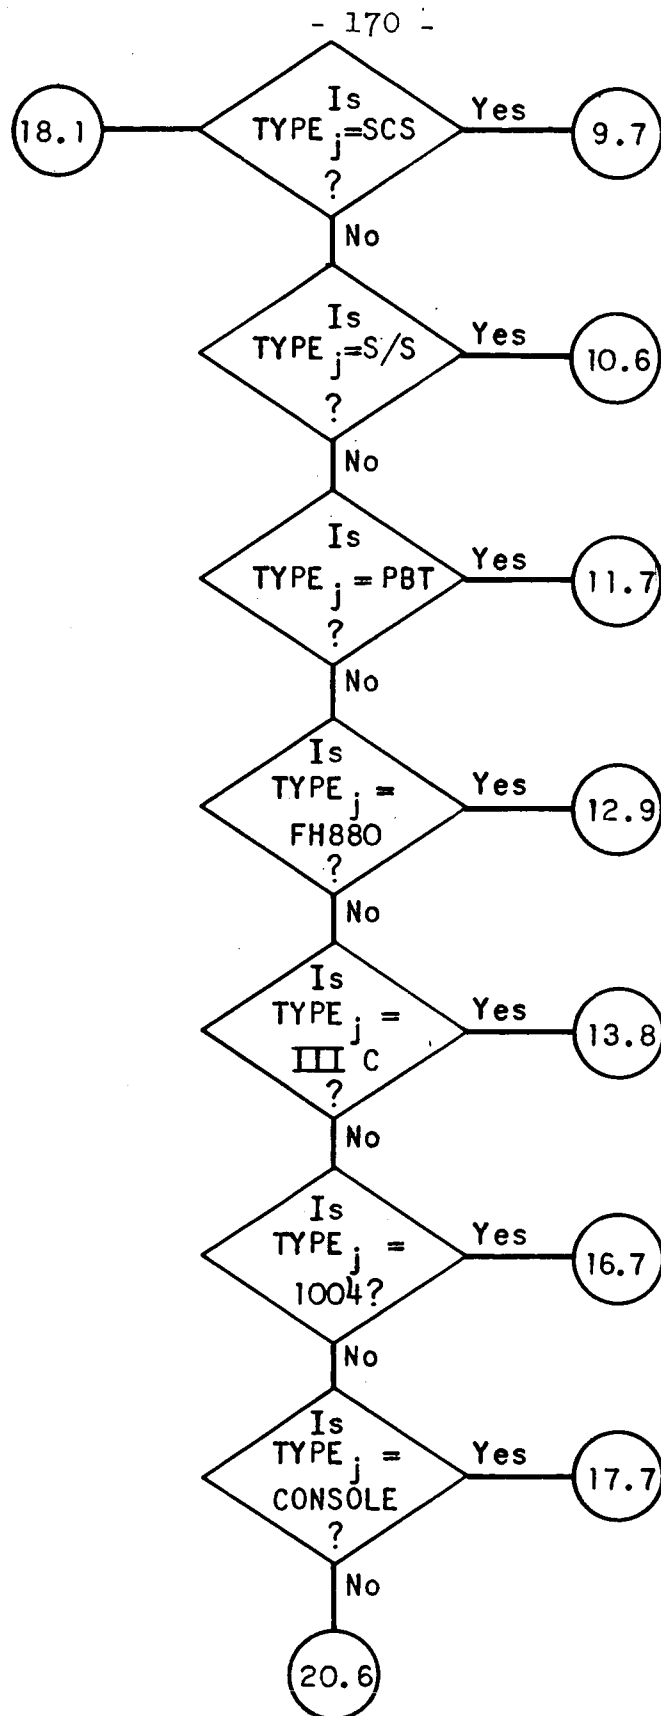 - 170 -
18.1
Is
TYPE j=SCS
?
Yes
9.7
No
Is
TYPE j=S/S
?
Yes
10.6
No
Is
TYPE j = PBT
?
Yes
11.7
No
Is
TYPE j =
FH880
?
Yes
12.9
No
Is
TYPE j =
III C
?
Yes
13.8
No
Is
TYPE j =
1004?
Yes
16.7
No
Is
TYPE j =
CONSOLE
?
Yes
17.7
No
20.6